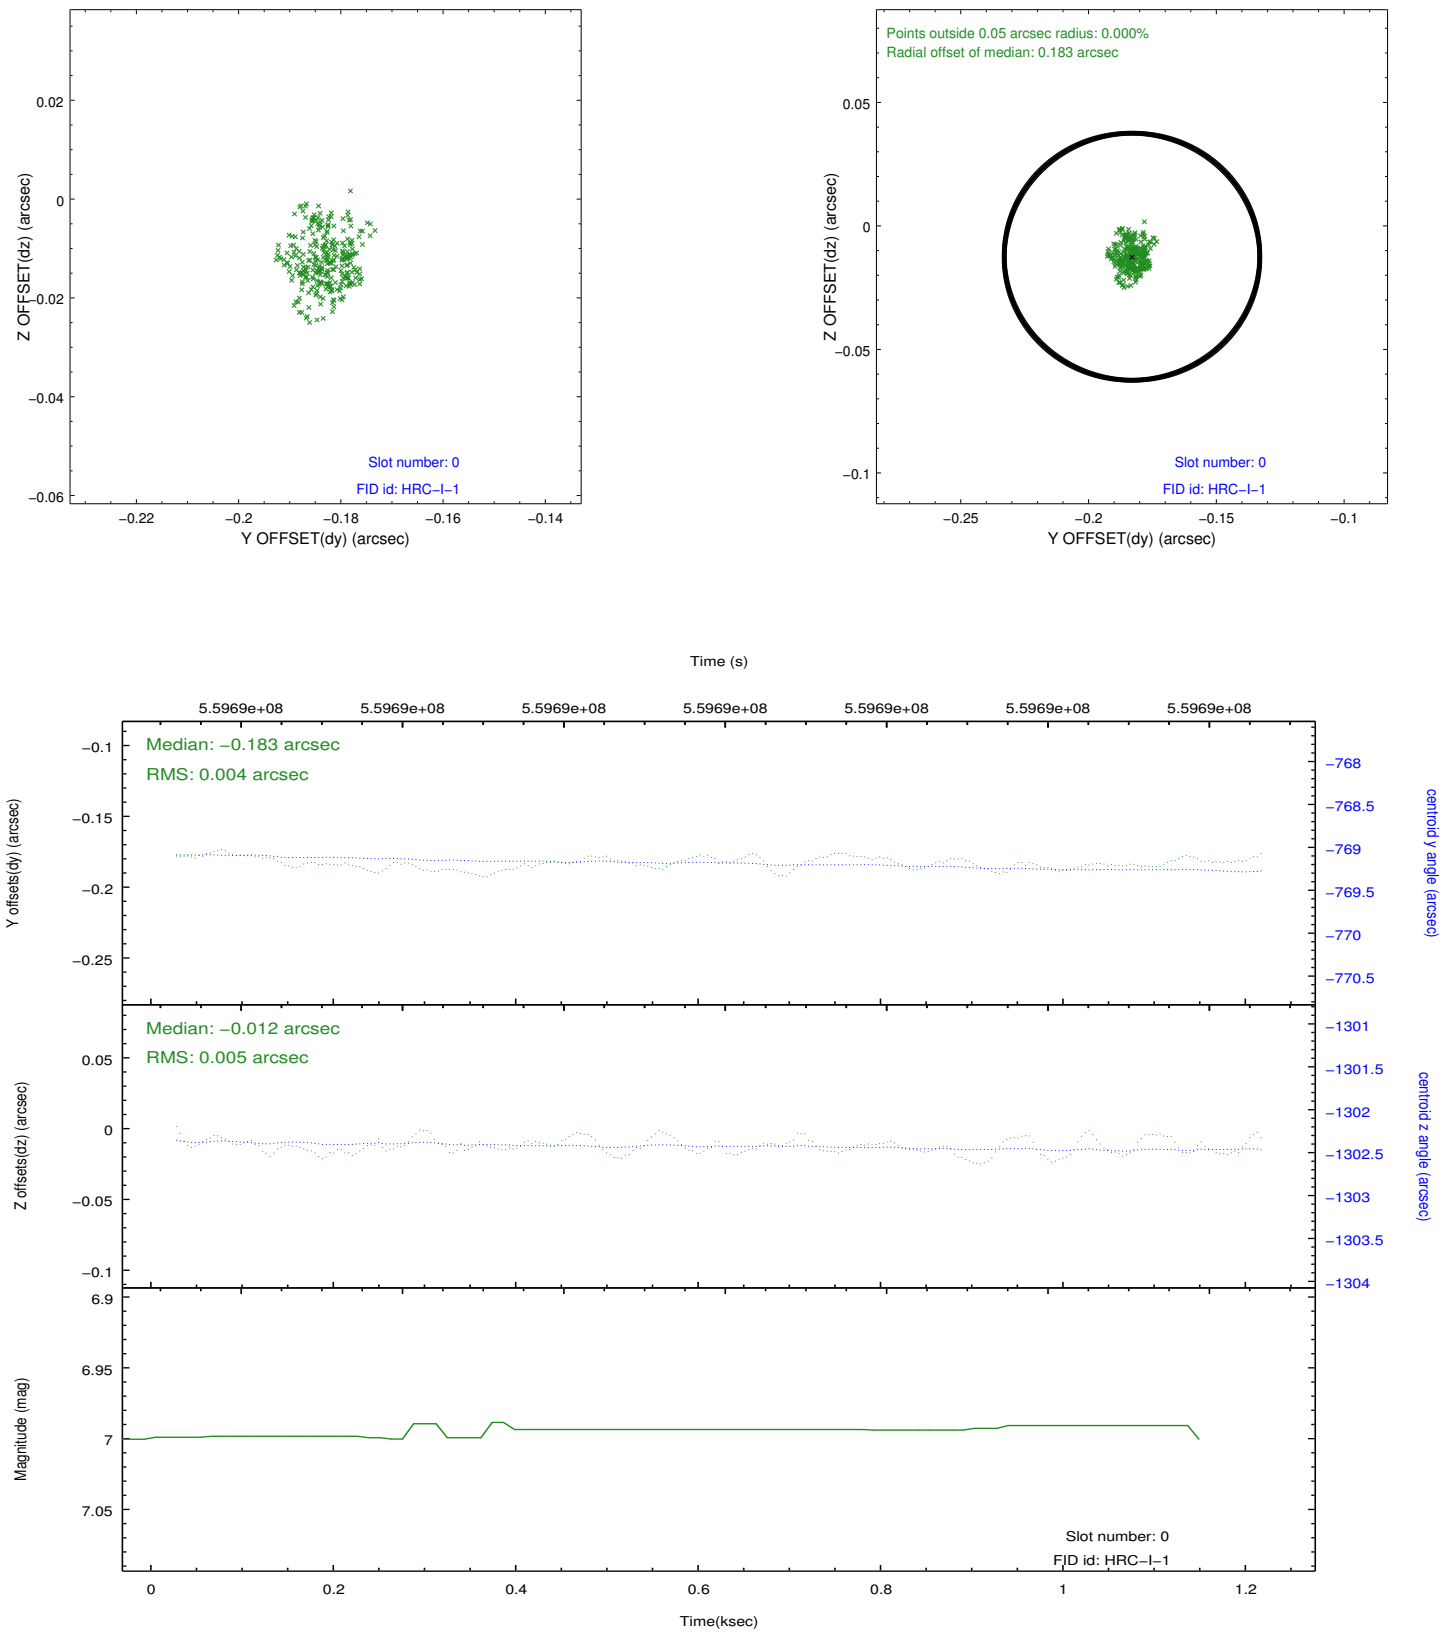 0.02
0
−0.02
−0.04
−0.06
Z OFFSET(dz) (arcsec)
Slot number: 0
FID id: HRC−I−1
−0.22
−0.2
−0.18
−0.16
−0.14
Y OFFSET(dy) (arcsec)
Points outside 0.05 arcsec radius: 0.000%
Radial offset of median: 0.183 arcsec
0.05
0
−0.05
−0.1
Z OFFSET(dz) (arcsec)
Slot number: 0
FID id: HRC−I−1
−0.25
−0.2
−0.15
−0.1
Y OFFSET(dy) (arcsec)
Time (s)
5.5969e+08
5.5969e+08
5.5969e+08
5.5969e+08
5.5969e+08
5.5969e+08
5.5969e+08
Median: −0.183 arcsec
RMS: 0.004 arcsec
−0.1
−0.15
−0.2
−0.25
Y offsets(dy) (arcsec)
−768
−768.5
−769
−769.5
−770
−770.5
centroid y angle (arcsec)
Median: −0.012 arcsec
RMS: 0.005 arcsec
0.05
0
−0.05
−0.1
Z offsets(dz) (arcsec)
−1301
−1301.5
−1302
−1302.5
−1303
−1303.5
−1304
centroid z angle (arcsec)
6.9
6.95
7
7.05
Magnitude (mag)
Slot number: 0
FID id: HRC−I−1
0
0.2
0.4
0.6
0.8
1
1.2
Time(ksec)